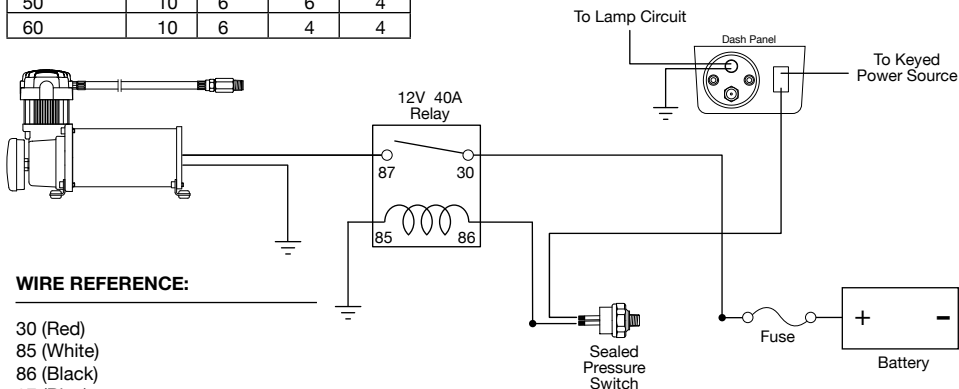 50 10 6 6 4
60 10 6 4 4
To Lamp Circuit
Dash Panel
To Keyed
Power Source
12V 40A
Relay
87 30
85 86
WIRE REFERENCE:
30 (Red)
85 (White)
86 (Black)
+ -
Fuse
Battery
Sealed
Pressure
Switch